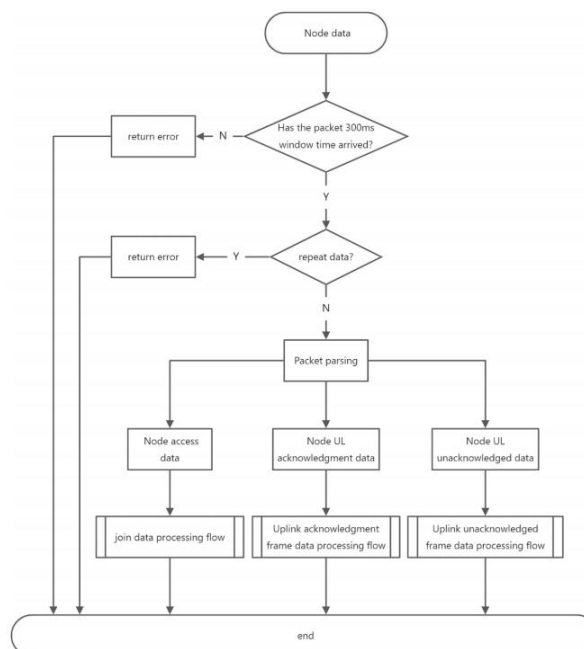 Node data
Has the packet 300ms
window time arrived?
N
return error
Y
repeat data?
Y
return error
N
Packet parsing
Node access
data
Node UL
acknowledgment data
Node UL
unacknowledged data
join data processing flow
Uplink acknowledgment
frame data processing flow
Uplink unacknowledged
frame data processing flow
end